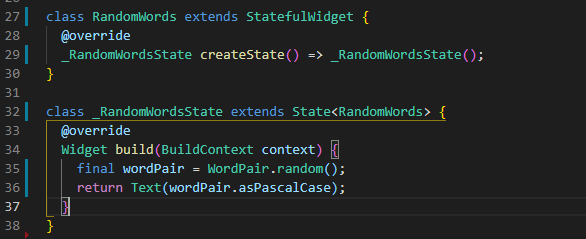 27 class RandomWords extends StatefulWidget {
28   @override
29   _RandomWordsState createState() => _RandomWordsState();
30 }
31
32 class _RandomWordsState extends State<RandomWords> {
33   @override
34   Widget build(BuildContext context) {
35     final wordPair = WordPair.random();
36     return Text(wordPair.asPascalCase);
37   }
38 }